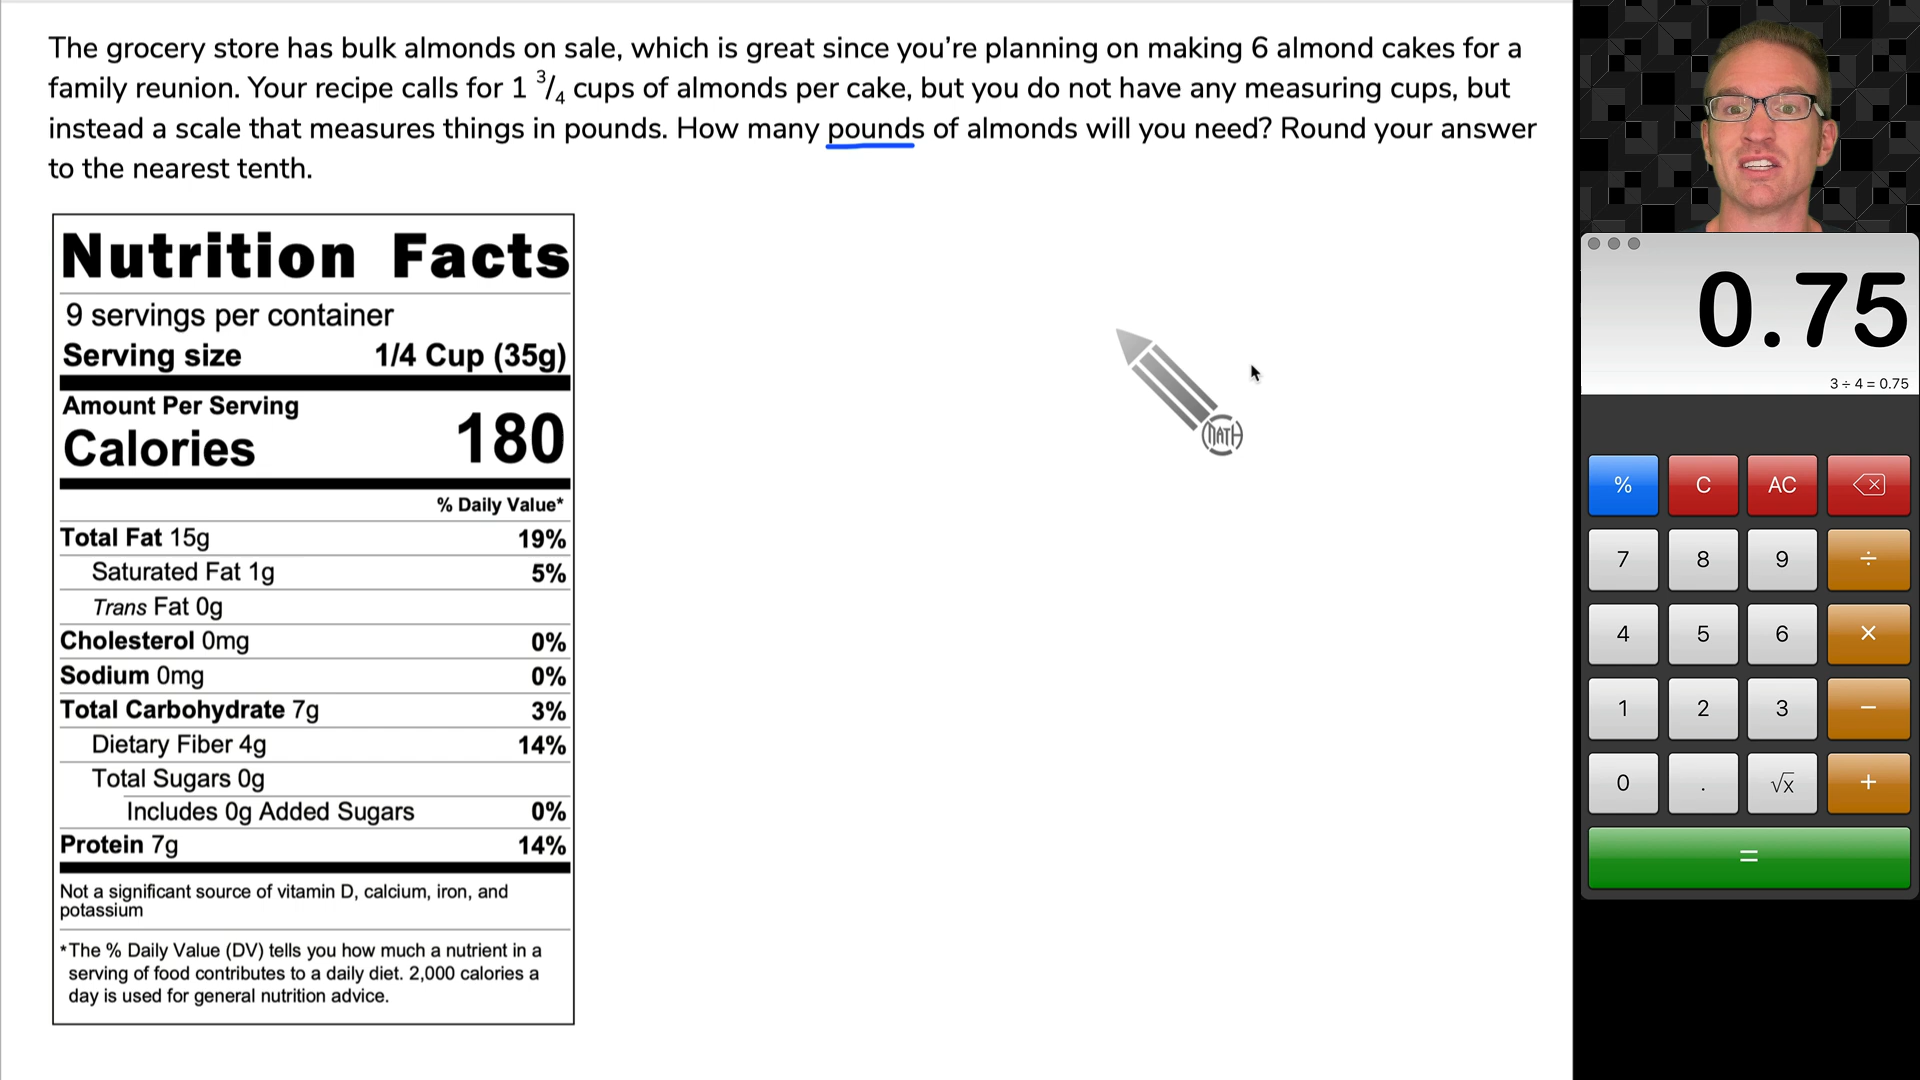 The grocery store has bulk almonds on sale, which is great since you’re planning on making 6 almond cakes for a
family reunion. Your recipe calls for 1 3/4 cups of almonds per cake, but you do not have any measuring cups, but
instead a scale that measures things in pounds. How many pounds of almonds will you need? Round your answer
to the nearest tenth.
Nutrition Facts
9 servings per container
Serving size 1/4 Cup (35g)
Amount Per Serving
Calories 180
% Daily Value*
Total Fat 15g 19%
Saturated Fat 1g 5%
Trans Fat 0g
Cholesterol 0mg 0%
Sodium 0mg 0%
Total Carbohydrate 7g 3%
Dietary Fiber 4g 14%
Total Sugars 0g
Includes 0g Added Sugars 0%
Protein 7g 14%
Not a significant source of vitamin D, calcium, iron, and
potassium
*The % Daily Value (DV) tells you how much a nutrient in a
serving of food contributes to a daily diet. 2,000 calories a
day is used for general nutrition advice.
MATH
0.75
3 ÷ 4 = 0.75
% C AC
7 8 9 ÷
4 5 6 ×
1 2 3 −
0 . √x +
=